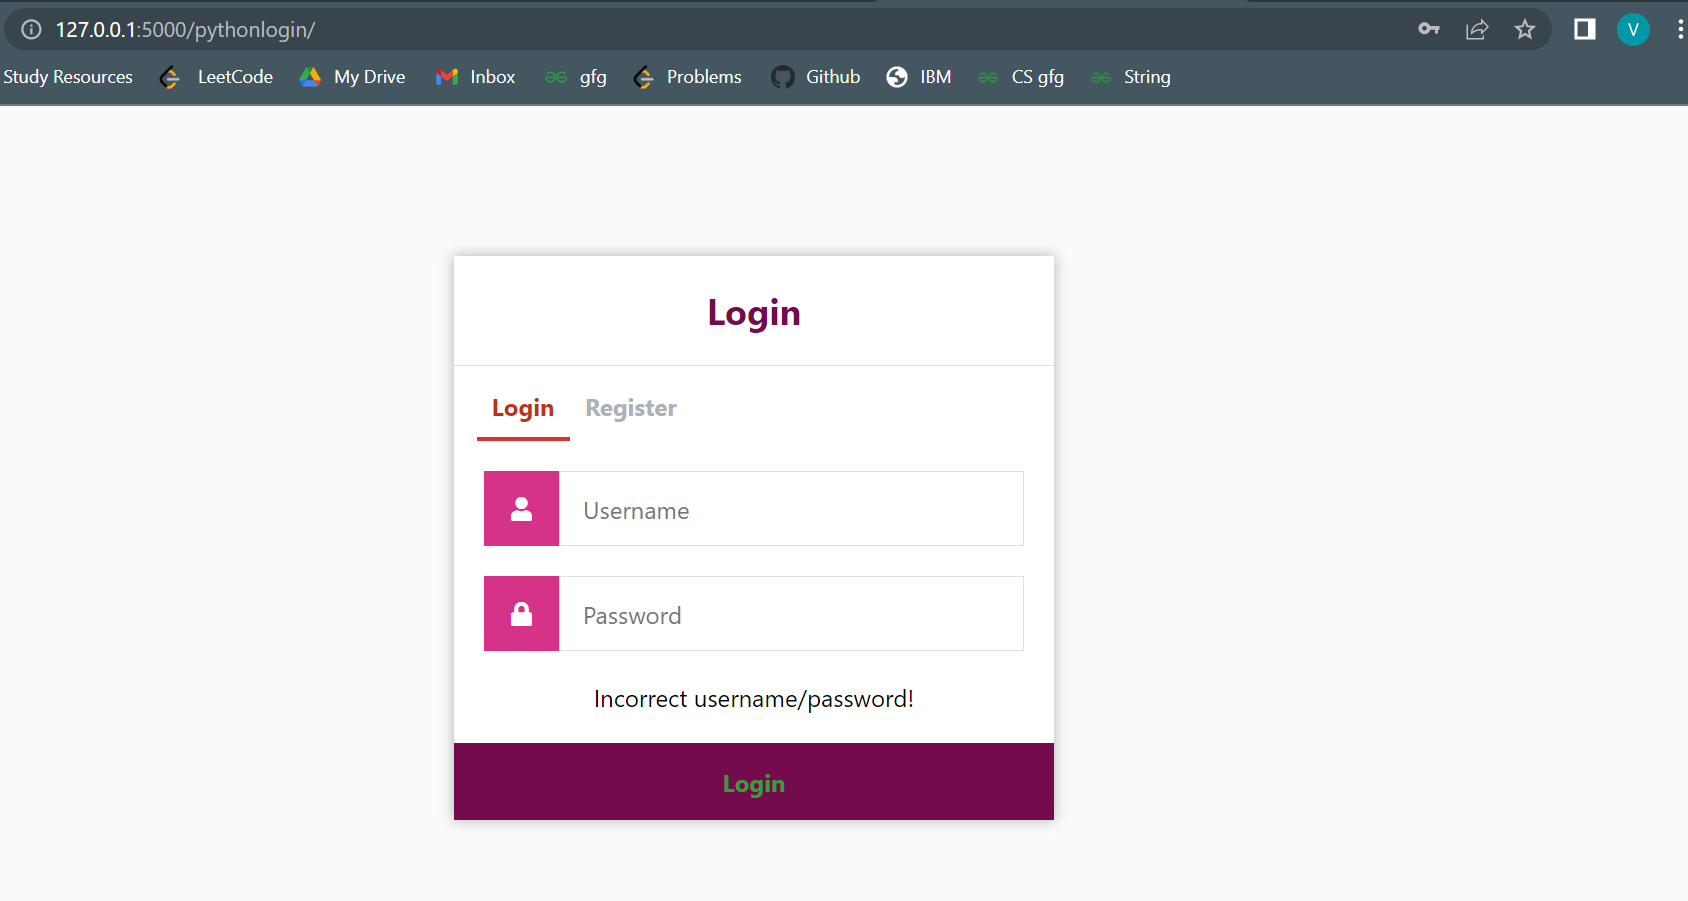 127.0.0.1:5000/pythonlogin/
V
Study Resources LeetCode My Drive Inbox gfg Problems Github IBM CS gfg String
Login
Login Register
Username
Password
Incorrect username/password!
Login